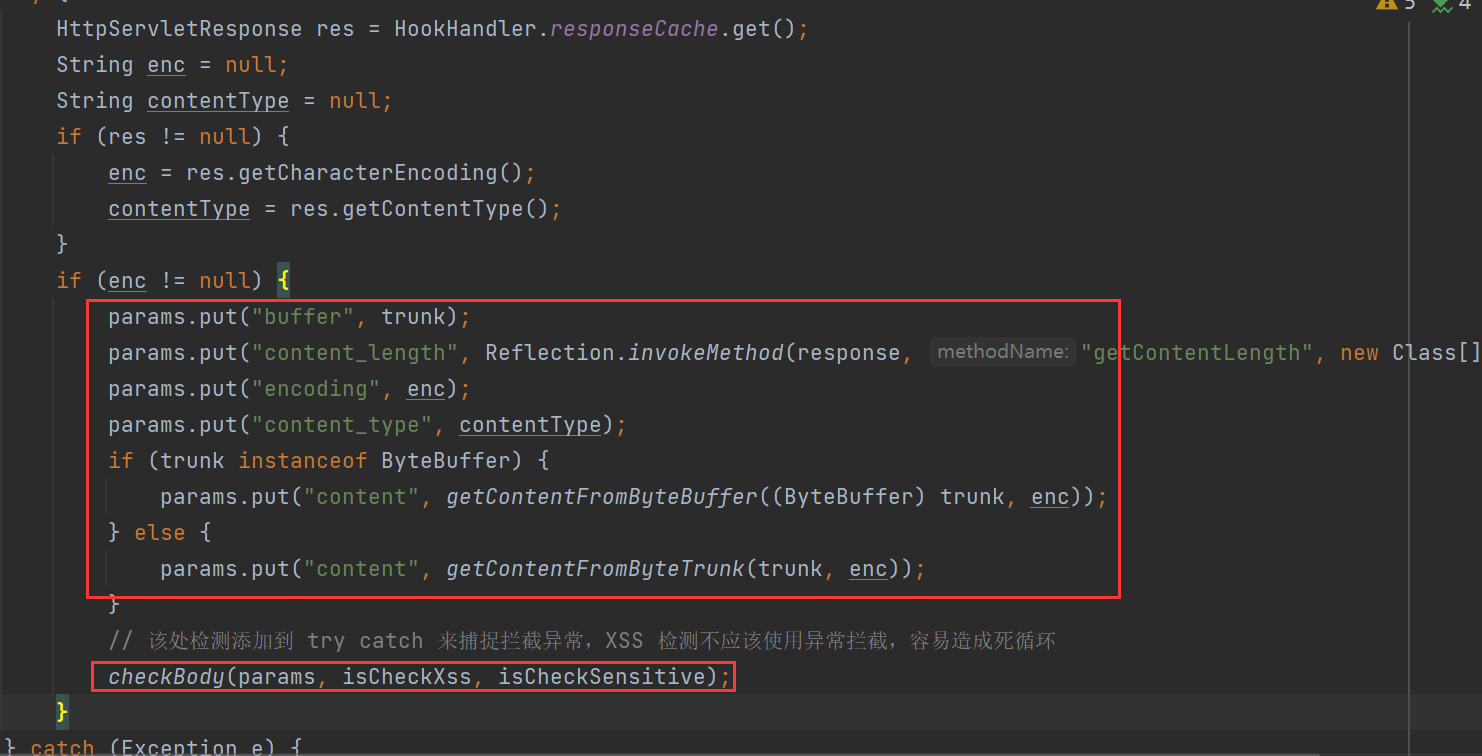 5 4
HttpServletResponse res = HookHandler.responseCache.get();
String enc = null;
String contentType = null;
if (res != null) {
enc = res.getCharacterEncoding();
contentType = res.getContentType();
}
if (enc != null) {
params.put("buffer", trunk);
params.put("content_length", Reflection.invokeMethod(response, methodName: "getContentLength", new Class[]
params.put("encoding", enc);
params.put("content_type", contentType);
if (trunk instanceof ByteBuffer) {
params.put("content", getContentFromByteBuffer((ByteBuffer) trunk, enc));
} else {
params.put("content", getContentFromByteTrunk(trunk, enc));
}
// 该处检测添加到 try catch 来捕捉拦截异常，XSS 检测不应该使用异常拦截，容易造成死循环
checkBody(params, isCheckXss, isCheckSensitive);
}
} catch (Exception e) {